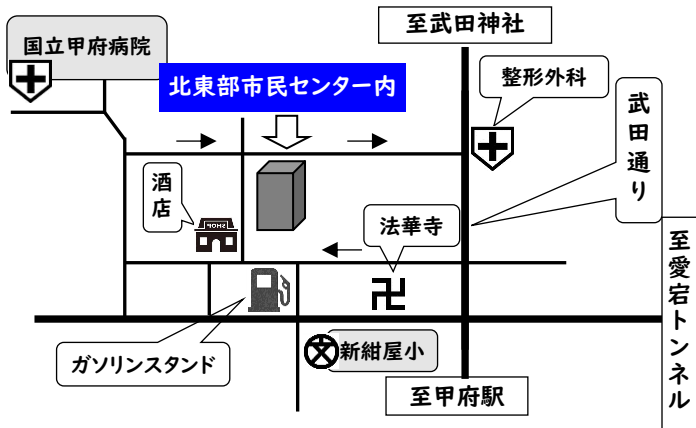 至武田神社
国立甲府病院
整形外科
北東部市民センター内
武田通り
酒店
SHOP
法華寺
至愛宕トンネル
ガソリンスタンド
文
新紺屋小
至甲府駅